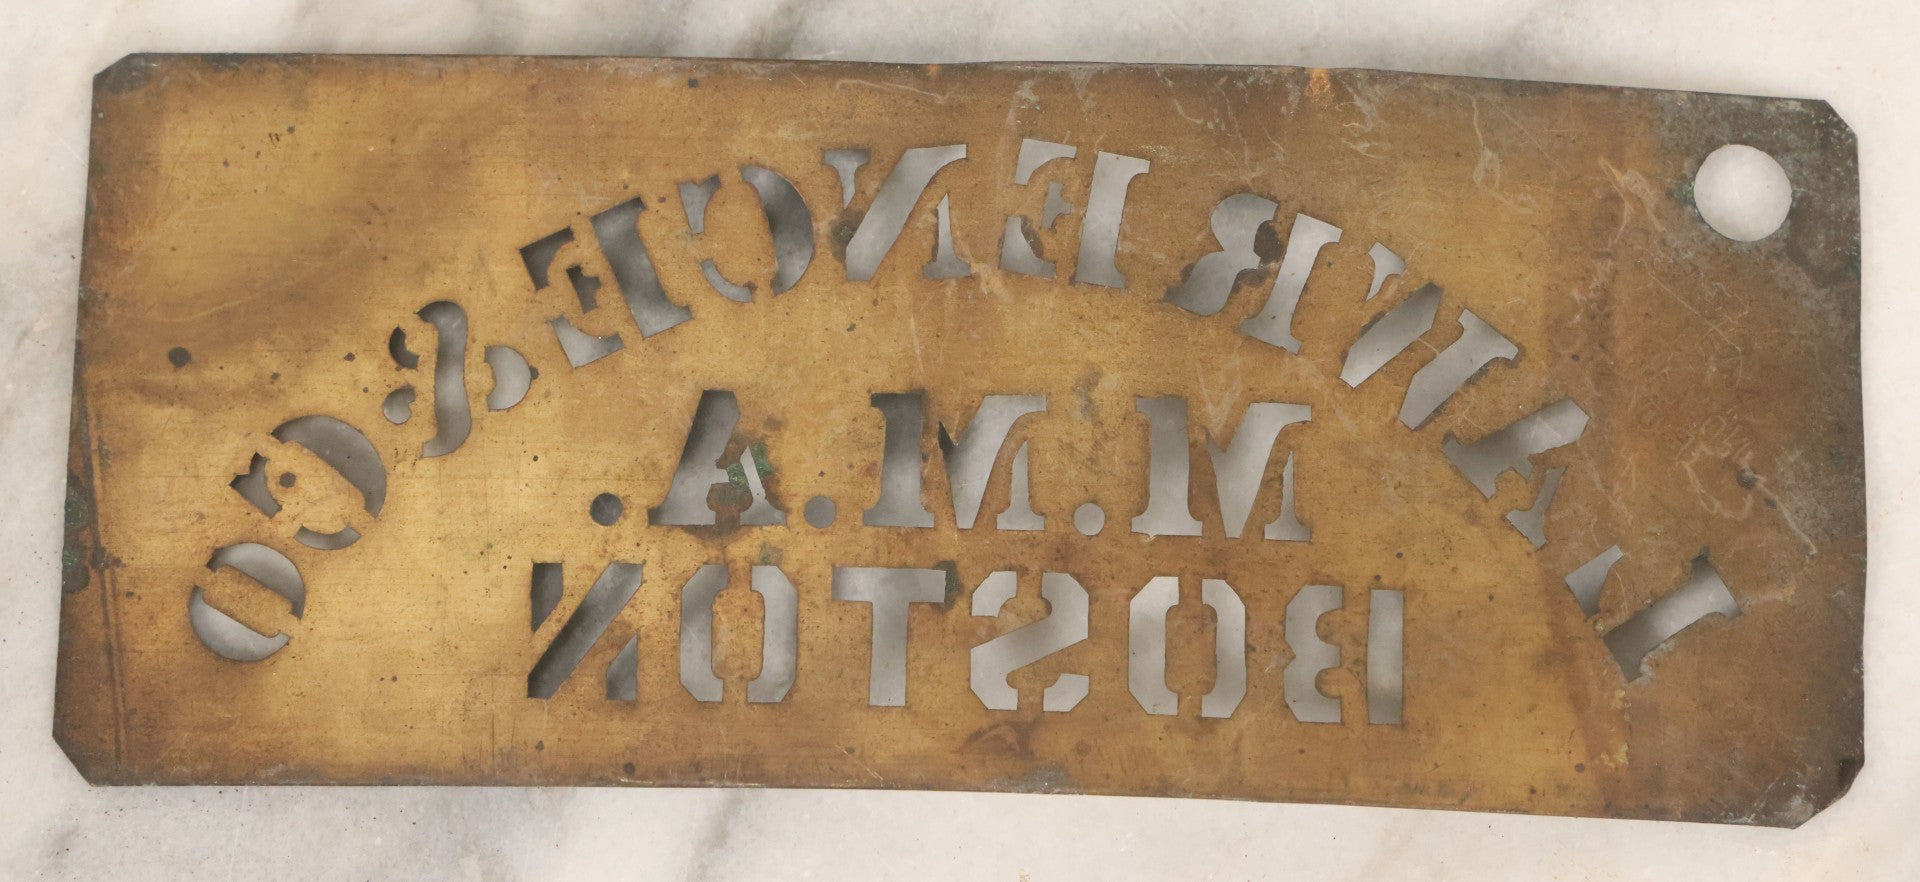 LAWRENCE & CO
M.M.A.
BOSTON